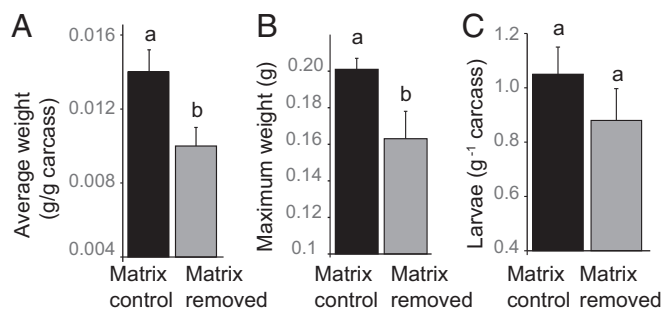 A
Average weight
(g/g carcass)
0.016
0.012
0.008
0.004
a
b
Matrix control
Matrix removed
B
Maximum weight (g)
0.20
0.18
0.16
0.14
0.12
0.1
a
b
Matrix control
Matrix removed
C
Larvae (g-1 carcass)
1.2
1.0
0.8
0.6
0.4
a
a
Matrix control
Matrix removed